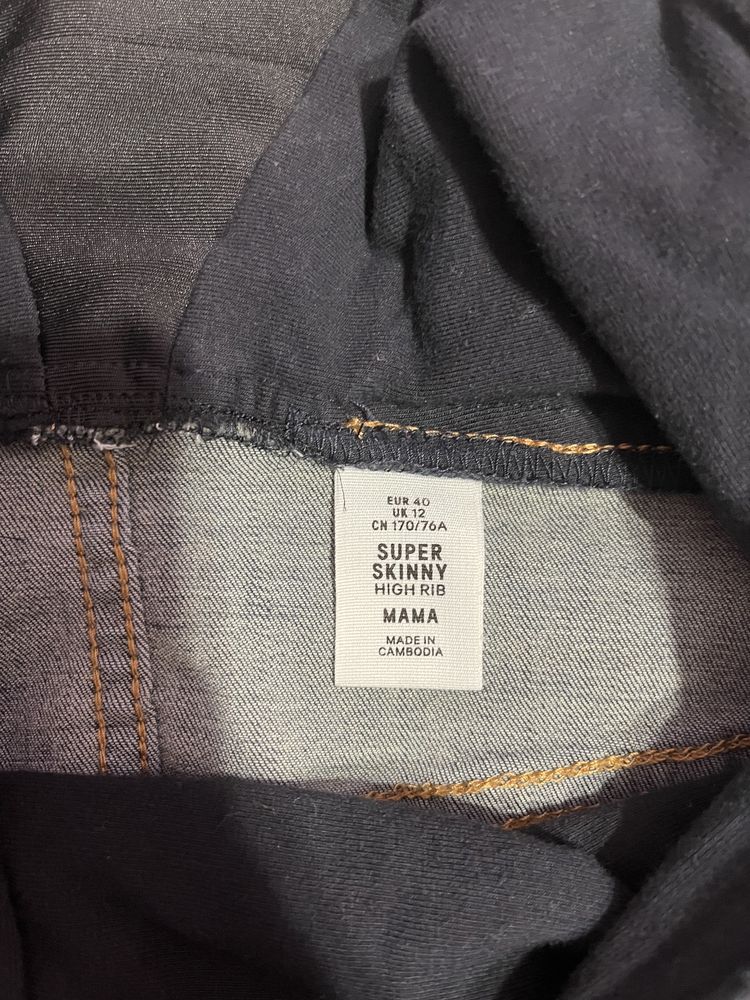 EUR 40
UK 12
CN 170/76A
SUPER
SKINNY
HIGH RIB
MAMA
MADE IN
CAMBODIA